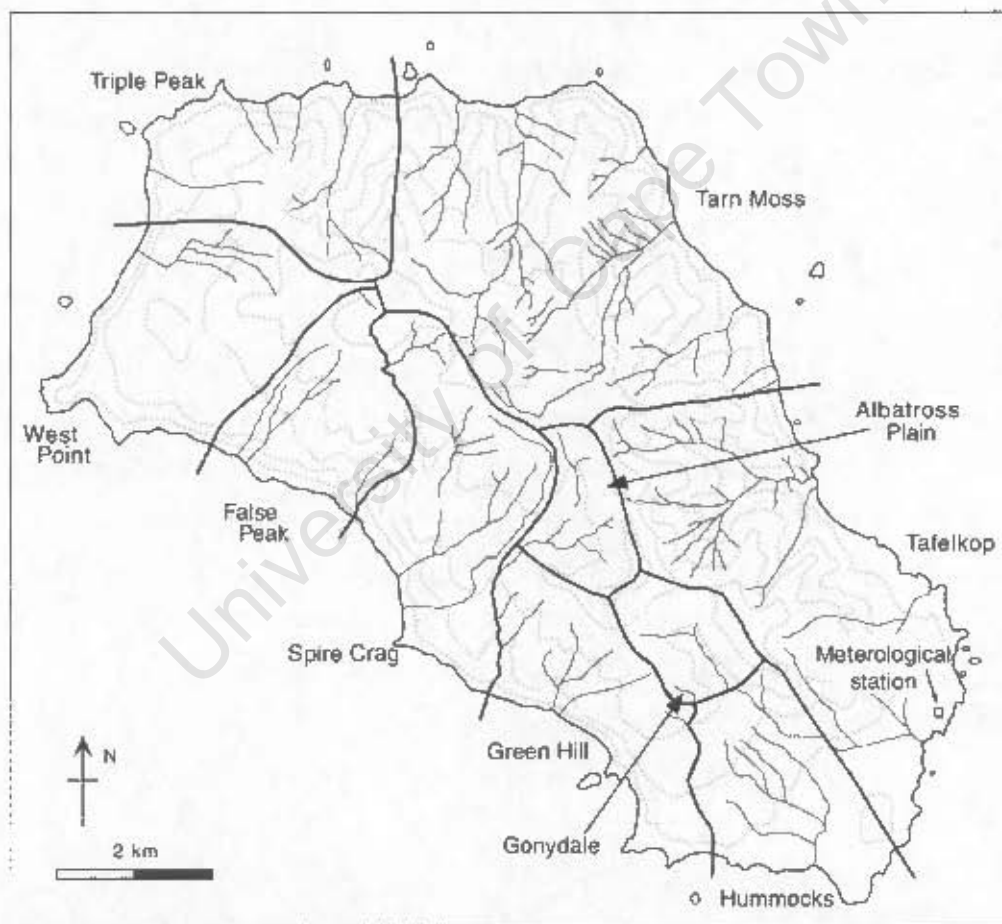 Triple Peak
Tarn Moss
West
Point
Albatross
Plain
False
Peak
Tafelkop
Spire Crag
Meterological
station
Green Hill
N
2 km
Gonydale
Hummocks
University of Cape Town